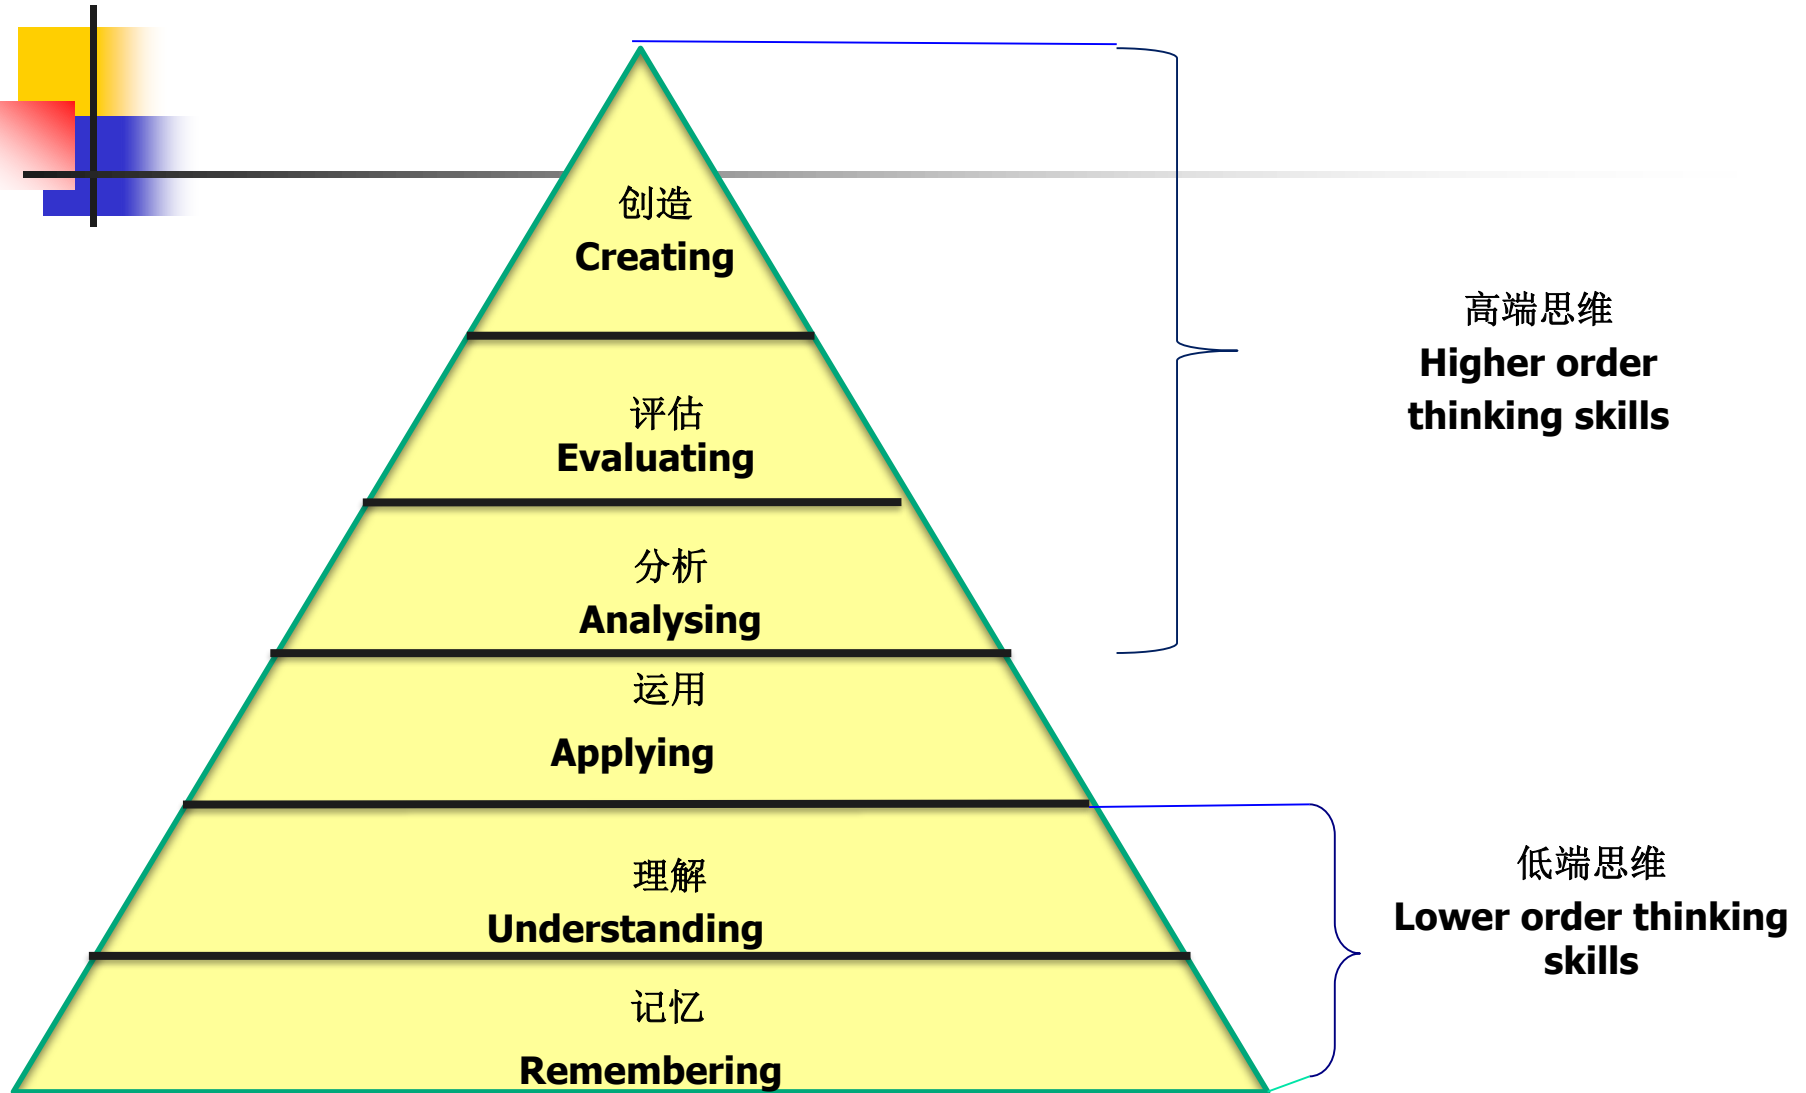 创造
Creating
评估
Evaluating
分析
Analysing
运用
Applying
理解
Understanding
记忆
Remembering
高端思维
Higher order
thinking skills
低端思维
Lower order thinking
skills